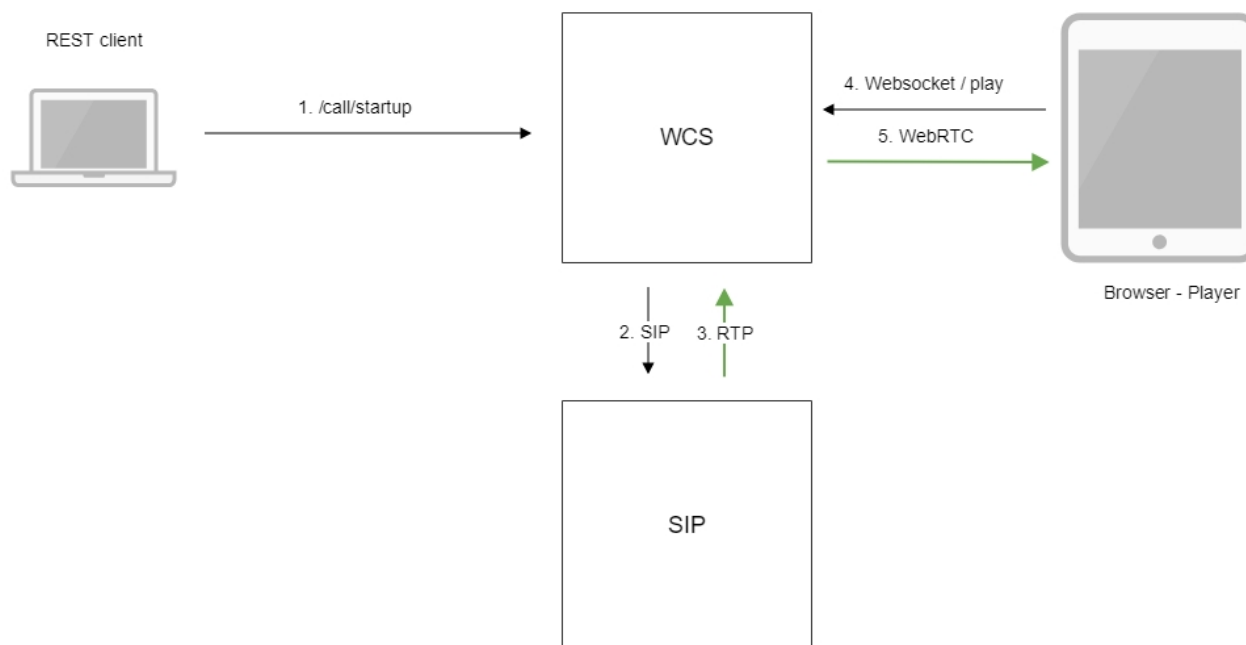 REST client
1. /call/startup
WCS
4. Websocket / play
5. WebRTC
Browser - Player
2. SIP
3. RTP
SIP